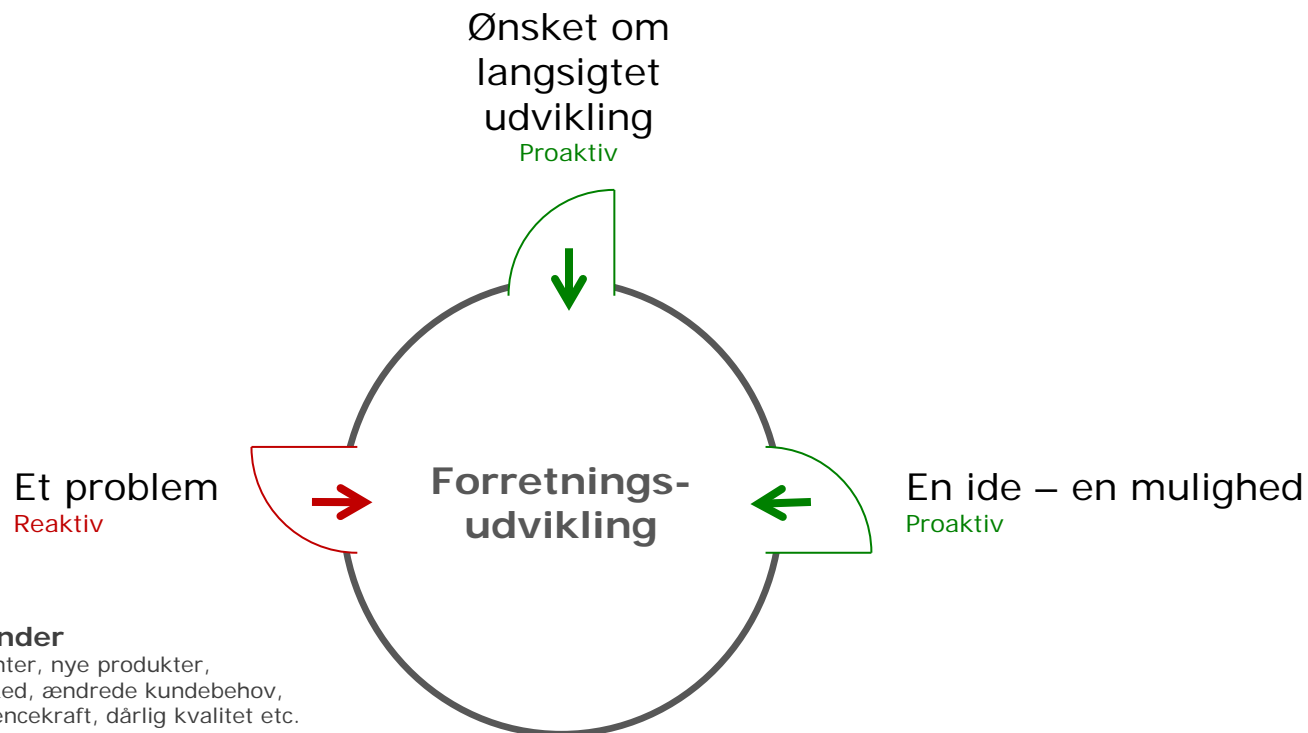 Ønsket om
langsigtet
udvikling
Proaktiv
Et problem
Reaktiv
Forretnings-
udvikling
En ide – en mulighed
Proaktiv
nye produkter,
ændrede kundebehov,
dårlig kvalitet etc.